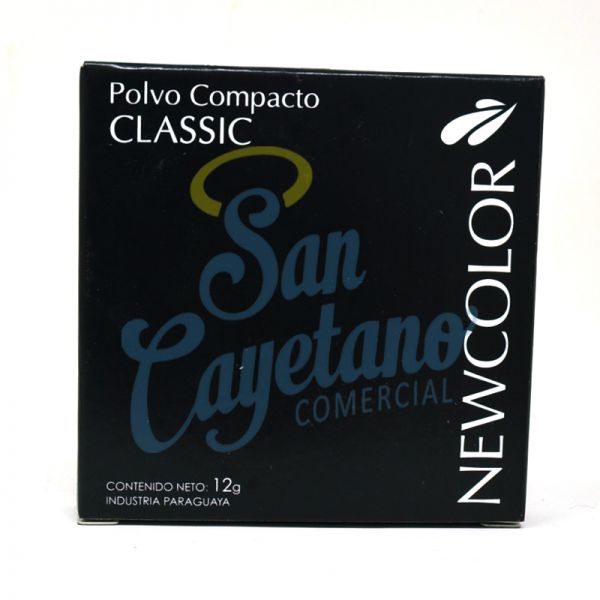 Polvo Compacto
CLASSIC
NEWCOLOR
San
Cayetano
COMERCIAL
CONTENIDO NETO: 12g
INDUSTRIA PARAGUAYA